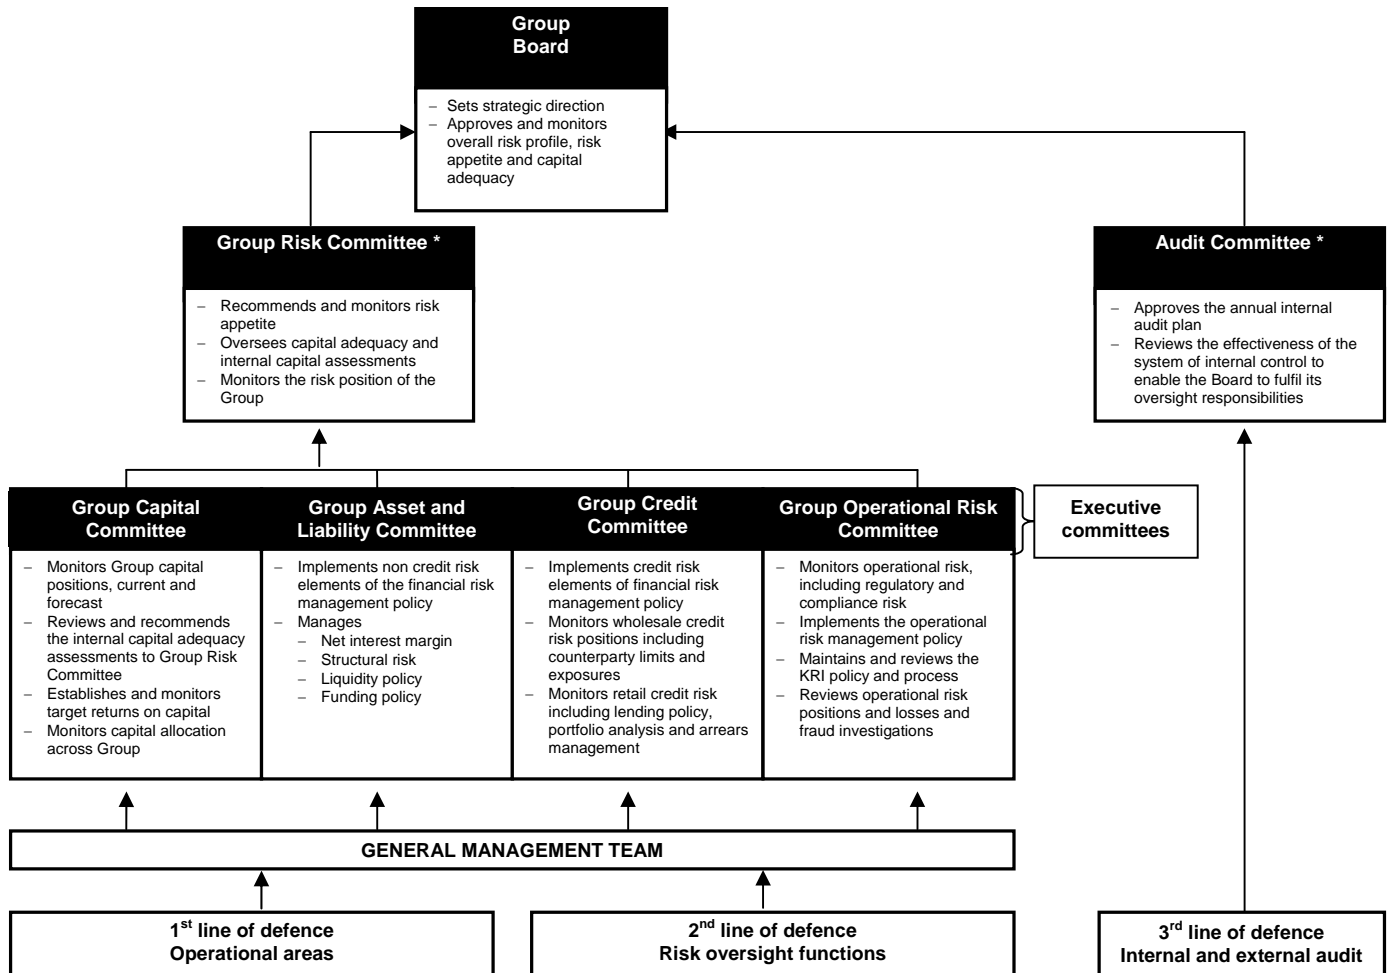 Group
Board
– Sets strategic direction
– Approves and monitors
overall risk profile, risk
appetite and capital
adequacy
Group Risk Committee *
– Recommends and monitors risk
appetite
– Oversees capital adequacy and
internal capital assessments
– Monitors the risk position of the
Group
Audit Committee *
– Approves the annual internal
audit plan
– Reviews the effectiveness of the
system of internal control to
enable the Board to fulfil its
oversight responsibilities
Group Capital
Committee
– Monitors Group capital
positions, current and
forecast
– Reviews and recommends
the internal capital adequacy
assessments to Group Risk
Committee
– Establishes and monitors
target returns on capital
– Monitors capital allocation
across Group
Group Asset and
Liability Committee
– Implements non credit risk
elements of the financial risk
management policy
– Manages
– Net interest margin
– Structural risk
– Liquidity policy
– Funding policy
Group Credit
Committee
– Implements credit risk
elements of financial risk
management policy
– Monitors wholesale credit
risk positions including
counterparty limits and
exposures
– Monitors retail credit risk
including lending policy,
portfolio analysis and arrears
management
Group Operational Risk
Committee
– Monitors operational risk,
including regulatory and
compliance risk
– Implements the operational
risk management policy
– Maintains and reviews the
KRI policy and process
– Reviews operational risk
positions and losses and
fraud investigations
Executive
committees
GENERAL MANAGEMENT TEAM
1st line of defence
Operational areas
2nd line of defence
Risk oversight functions
3rd line of defence
Internal and external audit